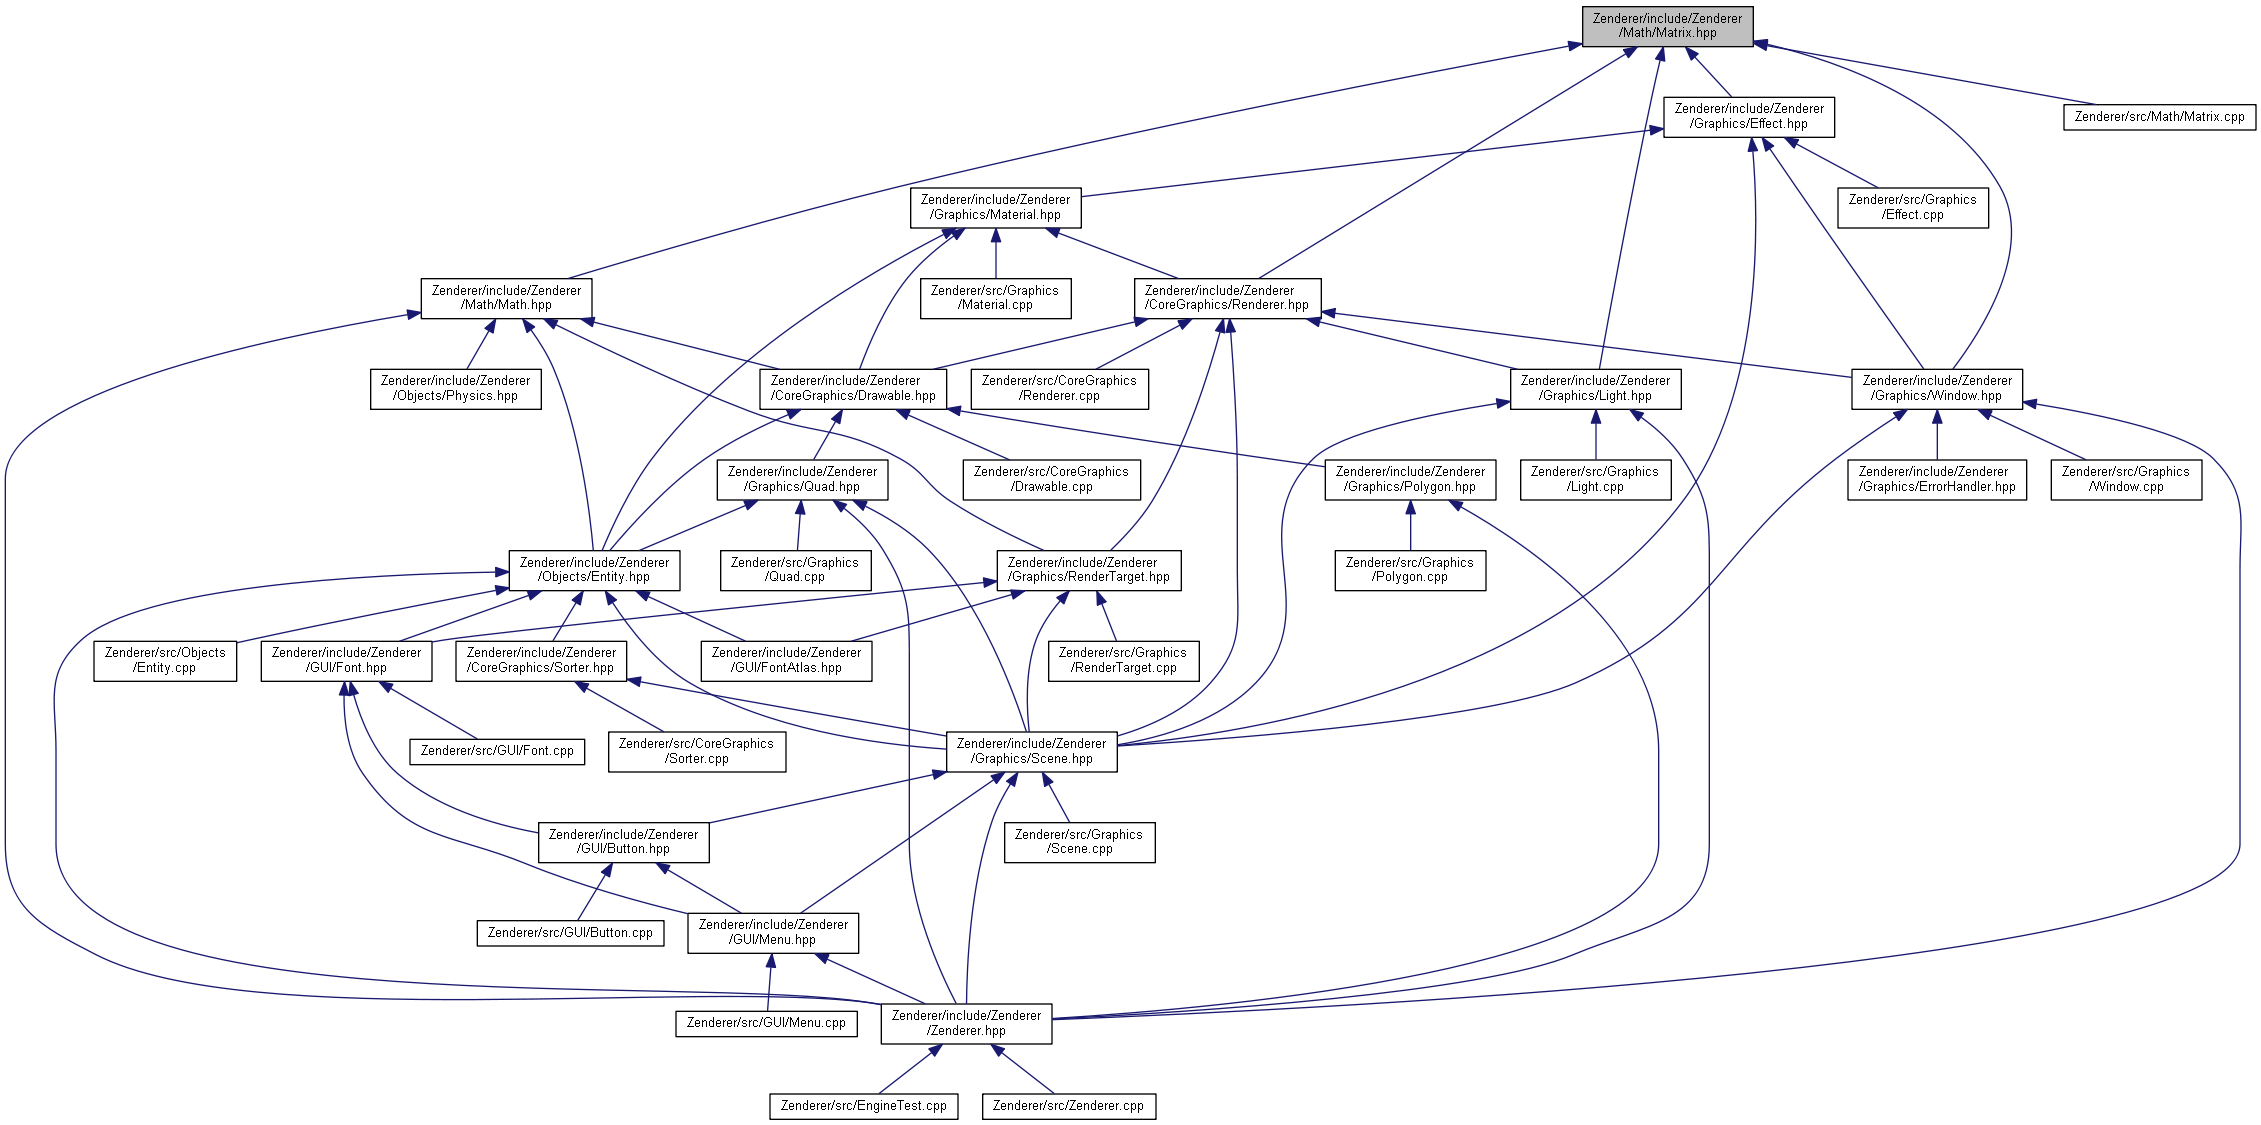 Zenderer/include/Zenderer
/Math/Matrix.hpp
Zenderer/include/Zenderer
/Graphics/Effect.hpp
Zenderer/src/Math/Matrix.cpp
Zenderer/include/Zenderer
/Graphics/Material.hpp
Zenderer/src/Graphics
/Effect.cpp
Zenderer/include/Zenderer
/Math/Math.hpp
Zenderer/src/Graphics
/Material.cpp
Zenderer/include/Zenderer
/CoreGraphics/Renderer.hpp
Zenderer/include/Zenderer
/Objects/Physics.hpp
Zenderer/include/Zenderer
/CoreGraphics/Drawable.hpp
Zenderer/src/CoreGraphics
/Renderer.cpp
Zenderer/include/Zenderer
/Graphics/Light.hpp
Zenderer/include/Zenderer
/Graphics/Window.hpp
Zenderer/include/Zenderer
/Graphics/Quad.hpp
Zenderer/src/CoreGraphics
/Drawable.cpp
Zenderer/include/Zenderer
/Graphics/Polygon.hpp
Zenderer/src/Graphics
/Light.cpp
Zenderer/include/Zenderer
/Graphics/ErrorHandler.hpp
Zenderer/src/Graphics
/Window.cpp
Zenderer/include/Zenderer
/Objects/Entity.hpp
Zenderer/src/Graphics
/Quad.cpp
Zenderer/include/Zenderer
/Graphics/RenderTarget.hpp
Zenderer/src/Graphics
/Polygon.cpp
Zenderer/src/Objects
/Entity.cpp
Zenderer/include/Zenderer
/GUI/Font.hpp
Zenderer/include/Zenderer
/CoreGraphics/Sorter.hpp
Zenderer/include/Zenderer
/GUI/FontAtlas.hpp
Zenderer/src/Graphics
/RenderTarget.cpp
Zenderer/src/GUI/Font.cpp
Zenderer/src/CoreGraphics
/Sorter.cpp
Zenderer/include/Zenderer
/Graphics/Scene.hpp
Zenderer/include/Zenderer
/GUI/Button.hpp
Zenderer/src/Graphics
/Scene.cpp
Zenderer/src/GUI/Button.cpp
Zenderer/include/Zenderer
/GUI/Menu.hpp
Zenderer/src/GUI/Menu.cpp
Zenderer/include/Zenderer
/Zenderer.hpp
Zenderer/src/EngineTest.cpp
Zenderer/src/Zenderer.cpp